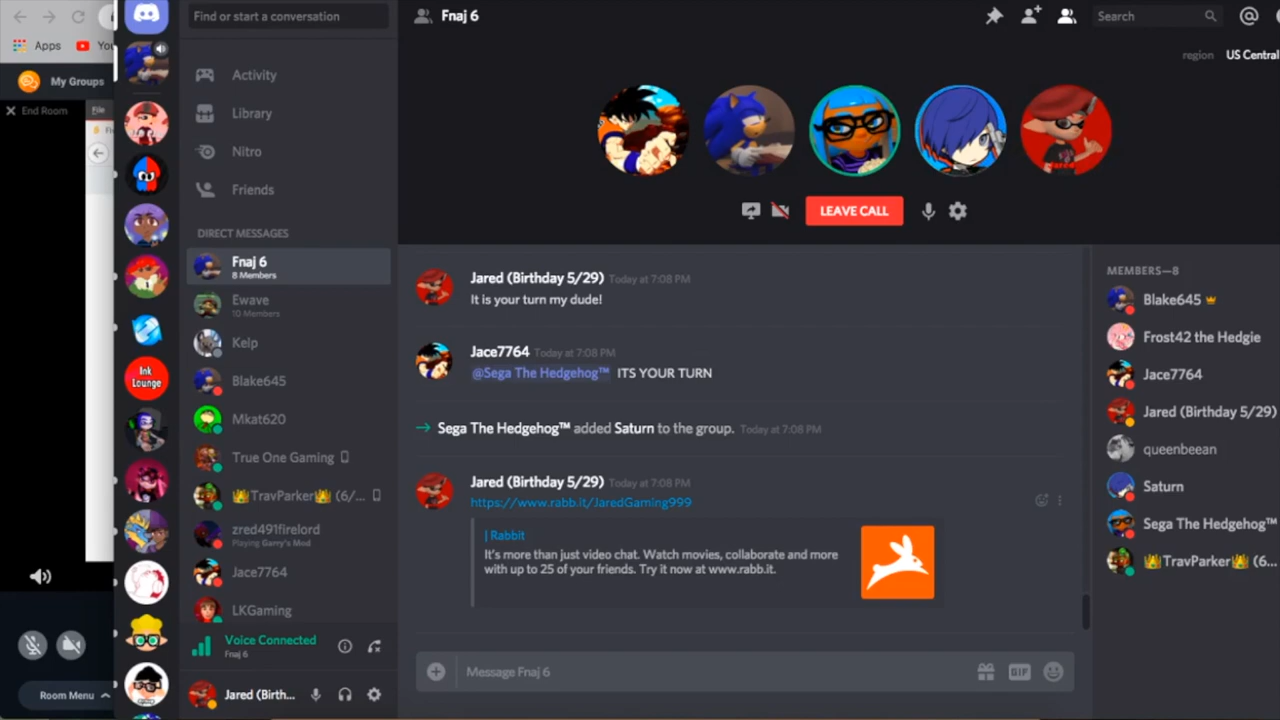 Apps
You
My Groups
End Room
File
Room Menu
Ink
Lounge
Find or start a conversation
Activity
Library
Nitro
Friends
DIRECT MESSAGES
Fnaj 6
8 Members
Ewave
10 Members
Kelp
Blake645
Mkat620
True One Gaming
👑TravParker👑 (6/...
zred491firelord
Playing Garry's Mod
Jace7764
LKGaming
Voice Connected
Fnaj 6
Jared (Birth...
Fnaj 6
Search
region US Central
Jared
LEAVE CALL
Jared (Birthday 5/29) Today at 7:08 PM
It is your turn my dude!
Jace7764 Today at 7:08 PM
@Sega The Hedgehog™ ITS YOUR TURN
Sega The Hedgehog™ added Saturn to the group. Today at 7:08 PM
Jared (Birthday 5/29) Today at 7:08 PM
https://www.rabb.it/JaredGaming999
| Rabbit
It's more than just video chat. Watch movies, collaborate and more
with up to 25 of your friends. Try it now at www.rabb.it.
Message Fnaj 6
GIF
MEMBERS—8
Blake645
Frost42 the Hedgie
Jace7764
Jared (Birthday 5/29)
queenbeean
Saturn
Sega The Hedgehog™
👑TravParker👑 (6...